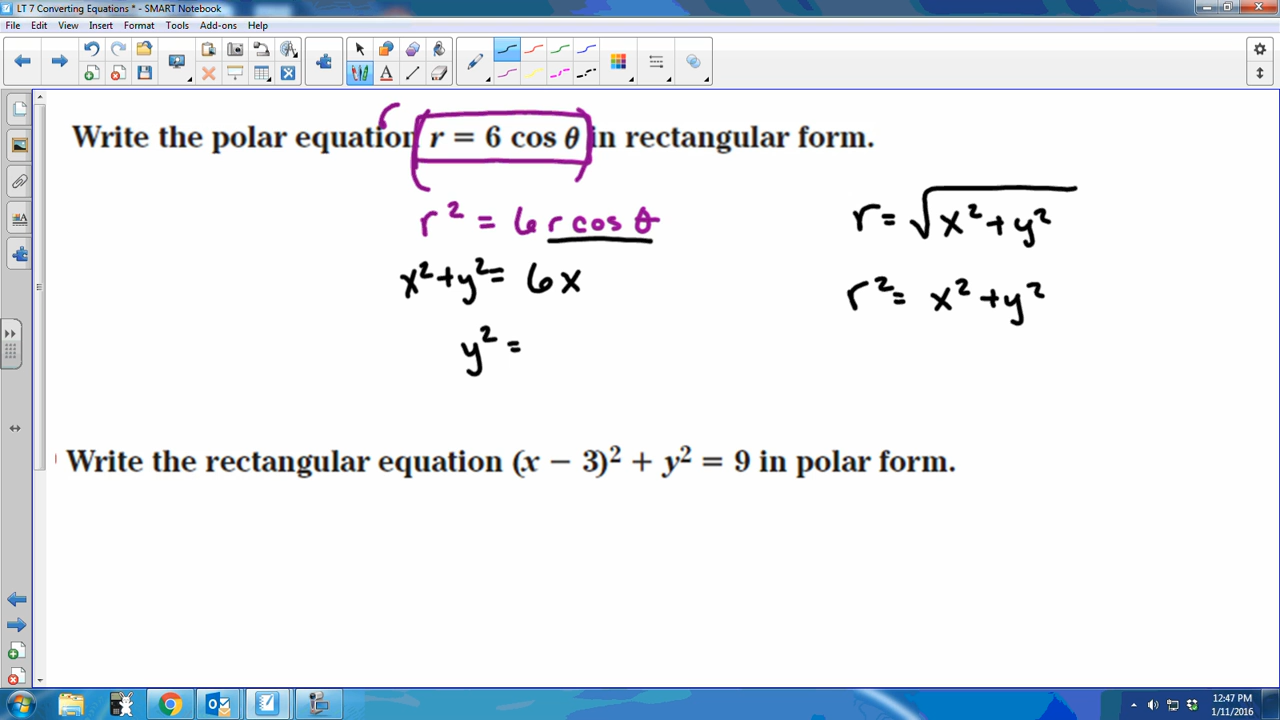 LT 7 Converting Equations * - SMART Notebook
File Edit View Insert Format Tools Add-ons Help
Write the polar equation r = 6 cos θ in rectangular form.
r² = 6 r cos θ
r = √(x² + y²)
x² + y² = 6x
r² = x² + y²
y² =
Write the rectangular equation (x − 3)² + y² = 9 in polar form.
12:47 PM
1/11/2016